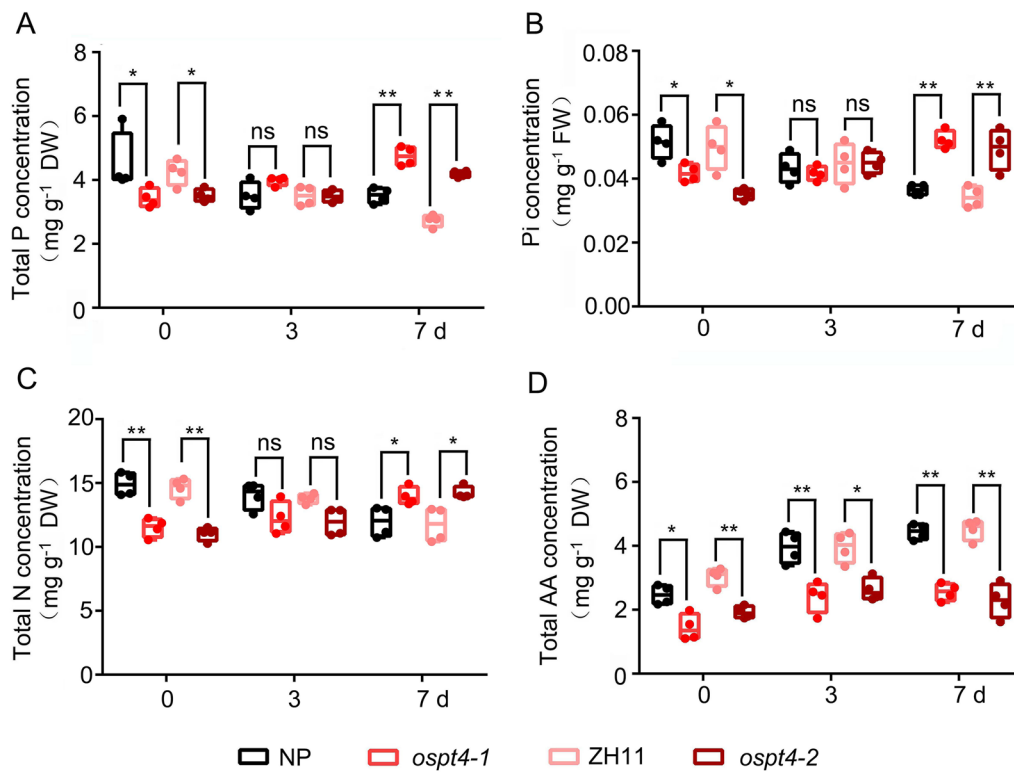 A
Total P concentration
(mg g⁻¹ DW)
8
6
4
2
0
*
*
ns
ns
**
**
0
3
7 d
B
Pi concentration
(mg g⁻¹ FW)
0.08
0.06
0.04
0.02
0.00
*
*
ns
ns
**
**
0
3
7 d
C
Total N concentration
(mg g⁻¹ DW)
20
15
10
5
0
**
**
ns
ns
*
*
0
3
7 d
D
Total AA concentration
(mg g⁻¹ DW)
8
6
4
2
0
*
**
**
*
**
**
0
3
7 d
NP
ospt4-1
ZH11
ospt4-2